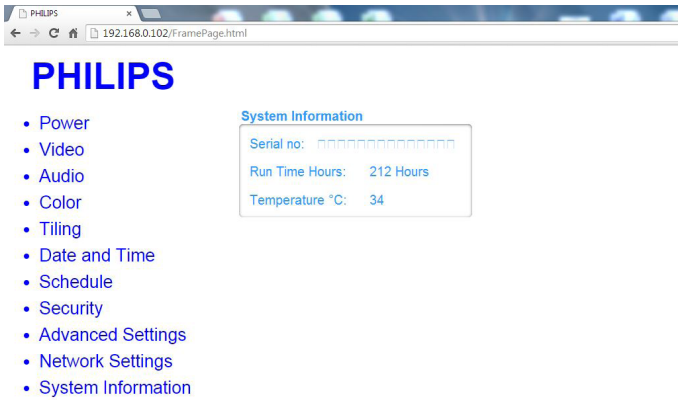 PHILIPS
192.168.0.102/FramePage.html
PHILIPS
Power
Video
Audio
Color
Tiling
Date and Time
Schedule
Security
Advanced Settings
Network Settings
System Information
System Information
Serial no:
Run Time Hours: 212 Hours
Temperature °C: 34